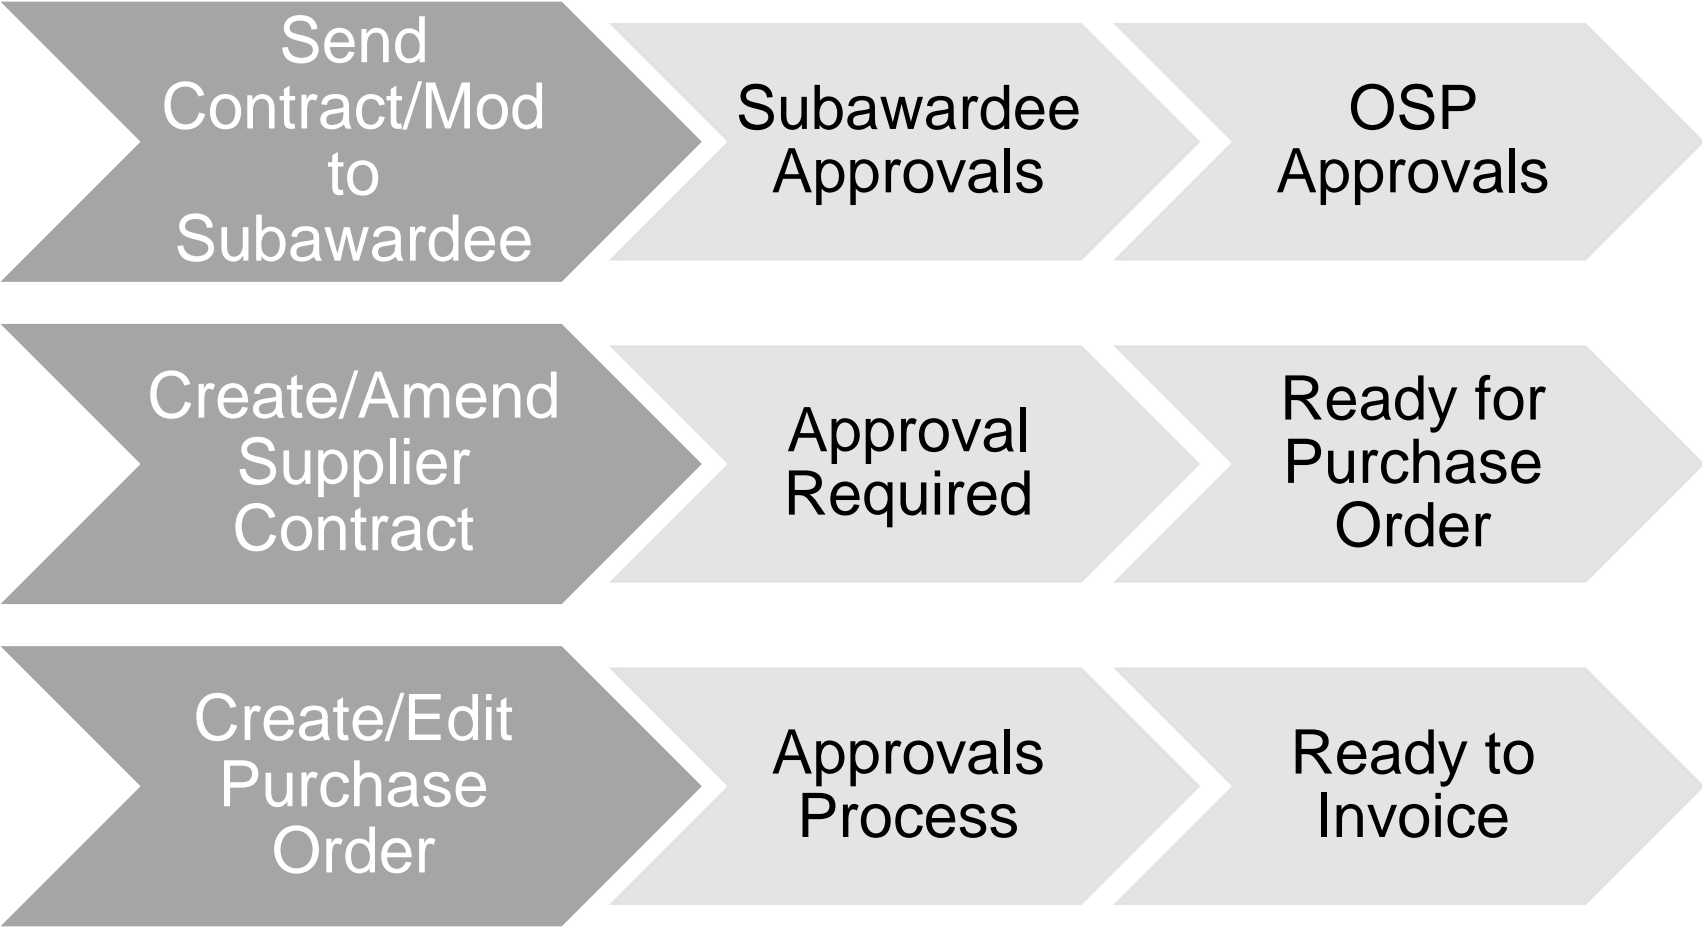 Send
Contract/Mod
to
Subawardee
Subawardee
Approvals
OSP
Approvals
Create/Amend
Supplier
Contract
Approval
Required
Ready for
Purchase
Order
Create/Edit
Purchase
Order
Approvals
Process
Ready to
Invoice